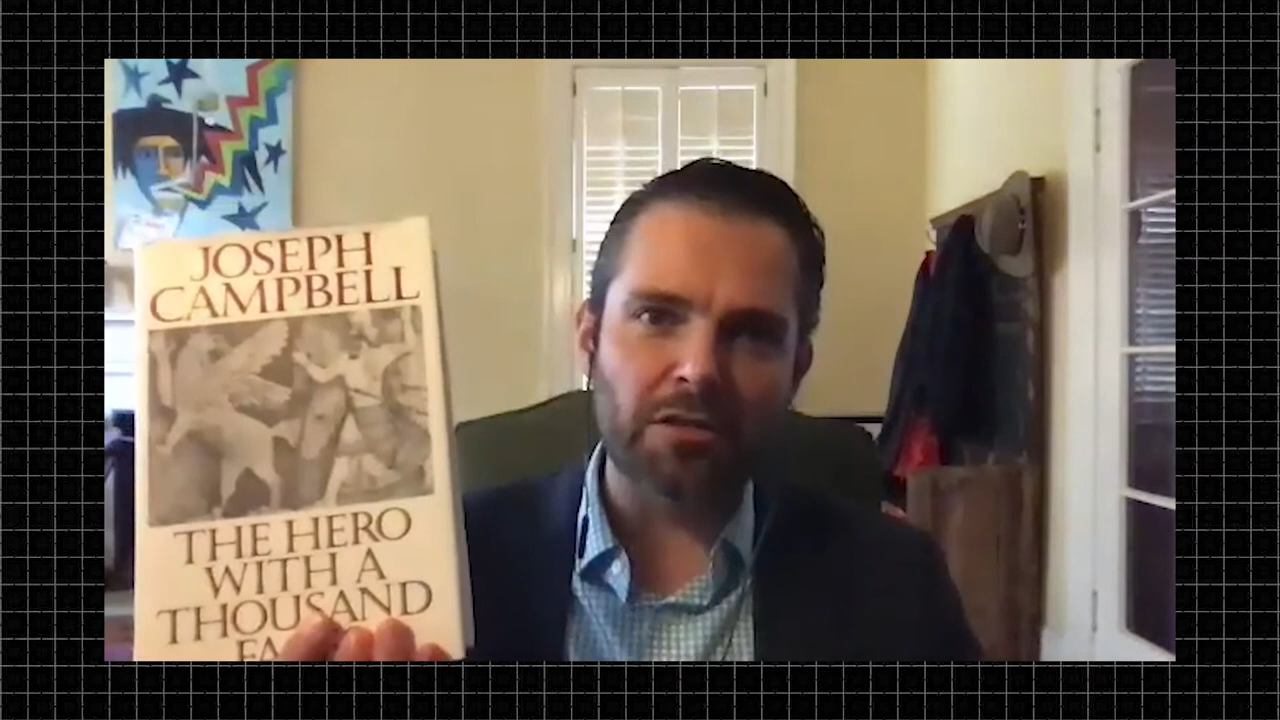 JOSEPH
CAMPBELL
THE HERO
WITH A
THOUSAND